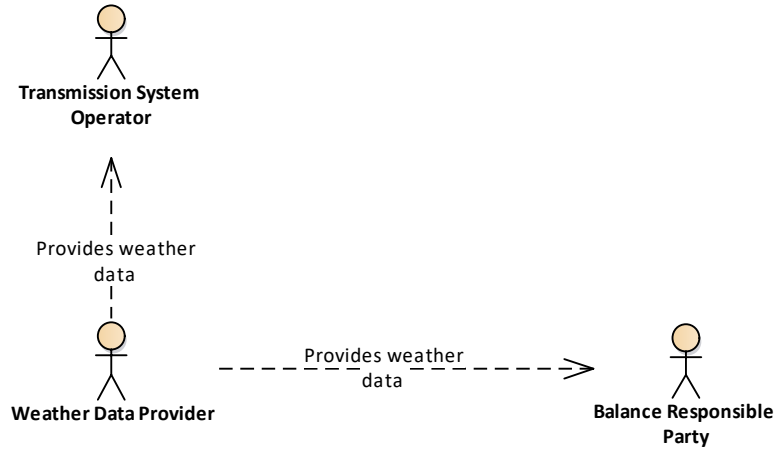 Transmission System
Operator
Provides weather
data
Weather Data Provider
Provides weather
data
Balance Responsible
Party